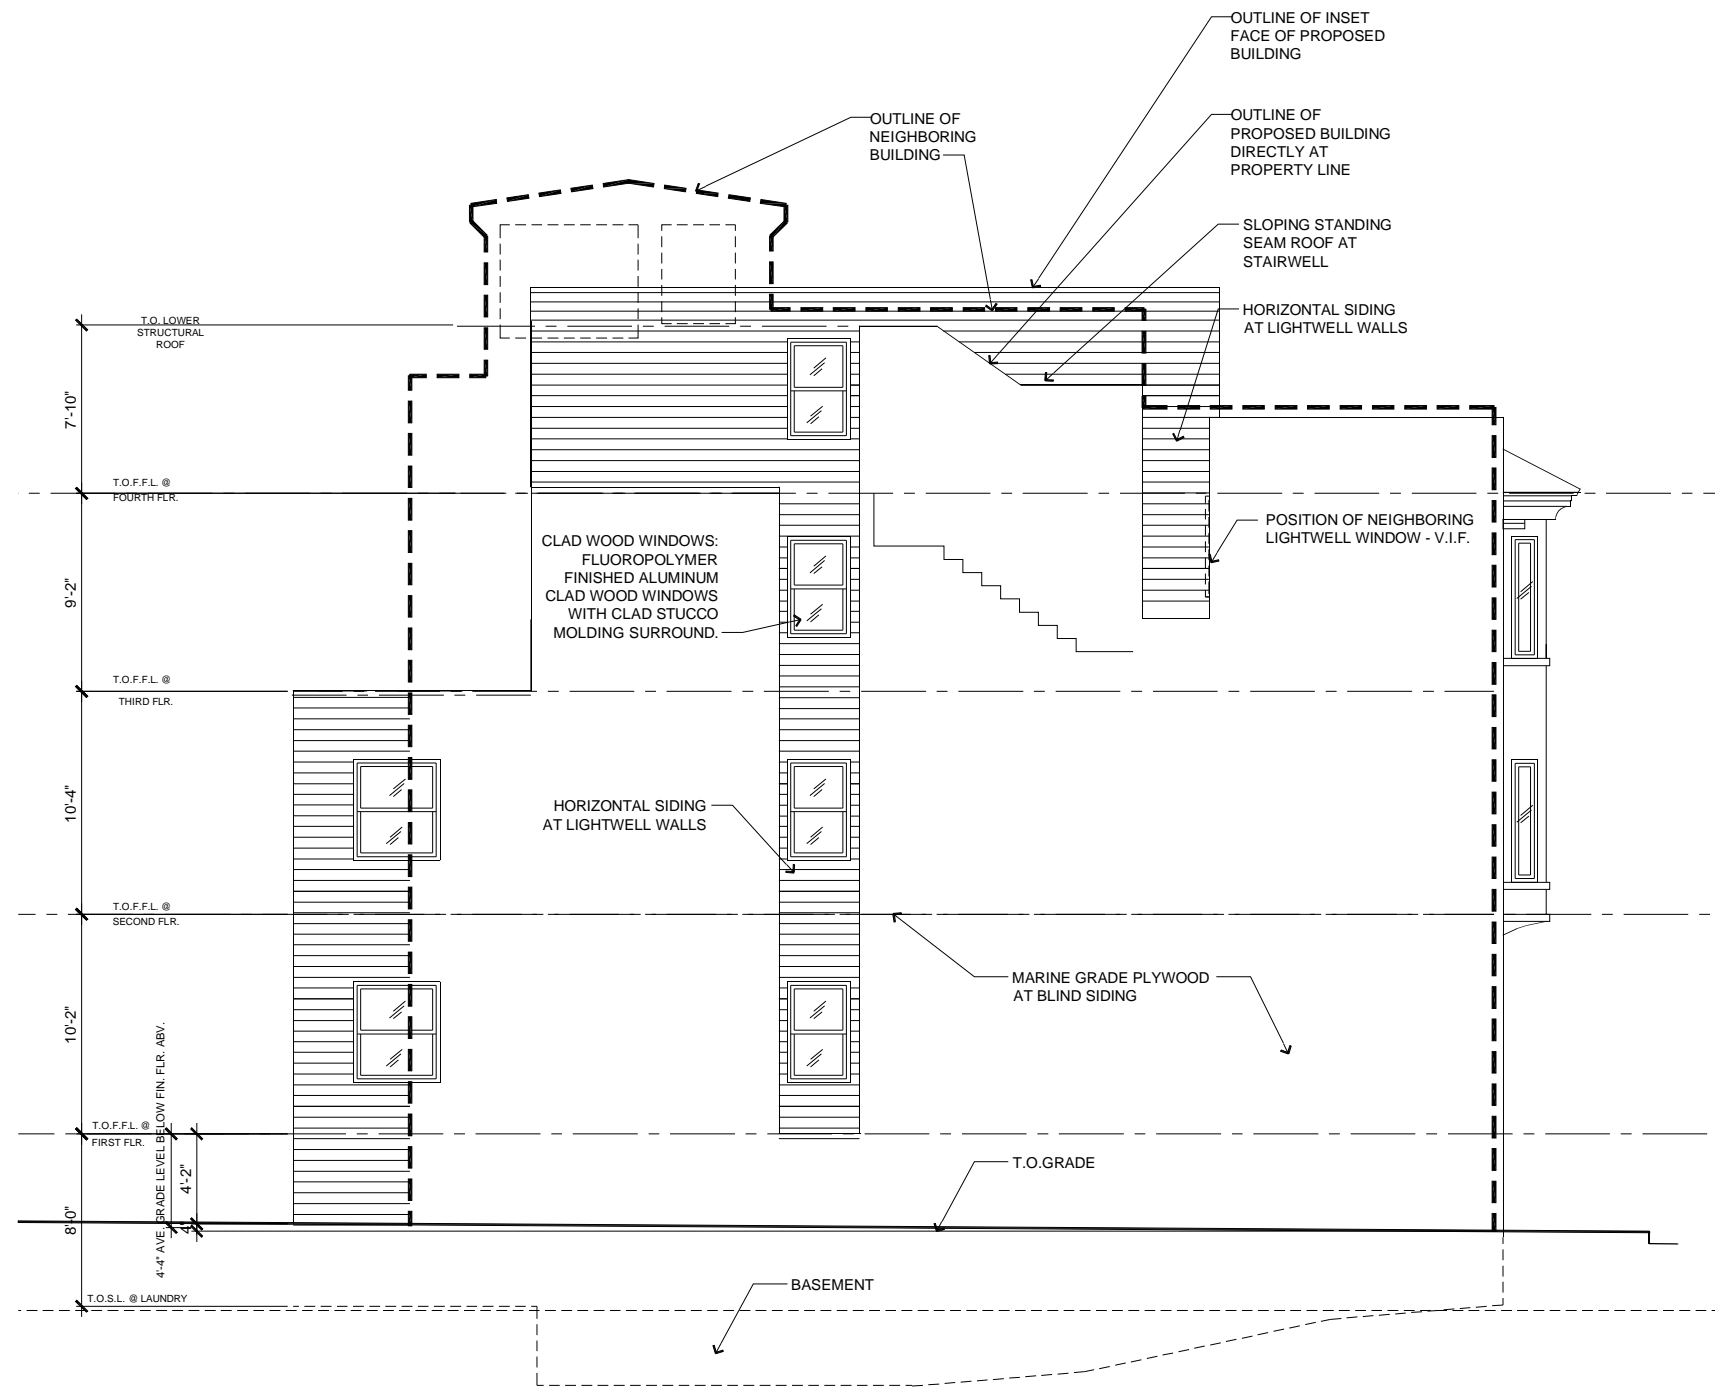 OUTLINE OF INSET
FACE OF PROPOSED
BUILDING
OUTLINE OF
NEIGHBORING
BUILDING
OUTLINE OF
PROPOSED BUILDING
DIRECTLY AT
PROPERTY LINE
SLOPING STANDING
SEAM ROOF AT
STAIRWELL
HORIZONTAL SIDING
AT LIGHTWELL WALLS
T.O. LOWER
STRUCTURAL
ROOF
7'-10"
T.O.F.F.L. @
FOURTH FLR.
CLAD WOOD WINDOWS:
FLUOROPOLYMER
FINISHED ALUMINUM
CLAD WOOD WINDOWS
WITH CLAD STUCCO
MOLDING SURROUND.
POSITION OF NEIGHBORING
LIGHTWELL WINDOW - V.I.F.
9'-2"
T.O.F.F.L. @
THIRD FLR.
10'-4"
HORIZONTAL SIDING
AT LIGHTWELL WALLS
T.O.F.F.L. @
SECOND FLR.
MARINE GRADE PLYWOOD
AT BLIND SIDING
10'-2"
T.O.F.F.L. @
FIRST FLR.
4'-4" AVE. GRADE LEVEL BELOW FIN. FLR. ABV.
4'-2"
8'-0"
T.O.GRADE
T.O.S.L. @ LAUNDRY
BASEMENT